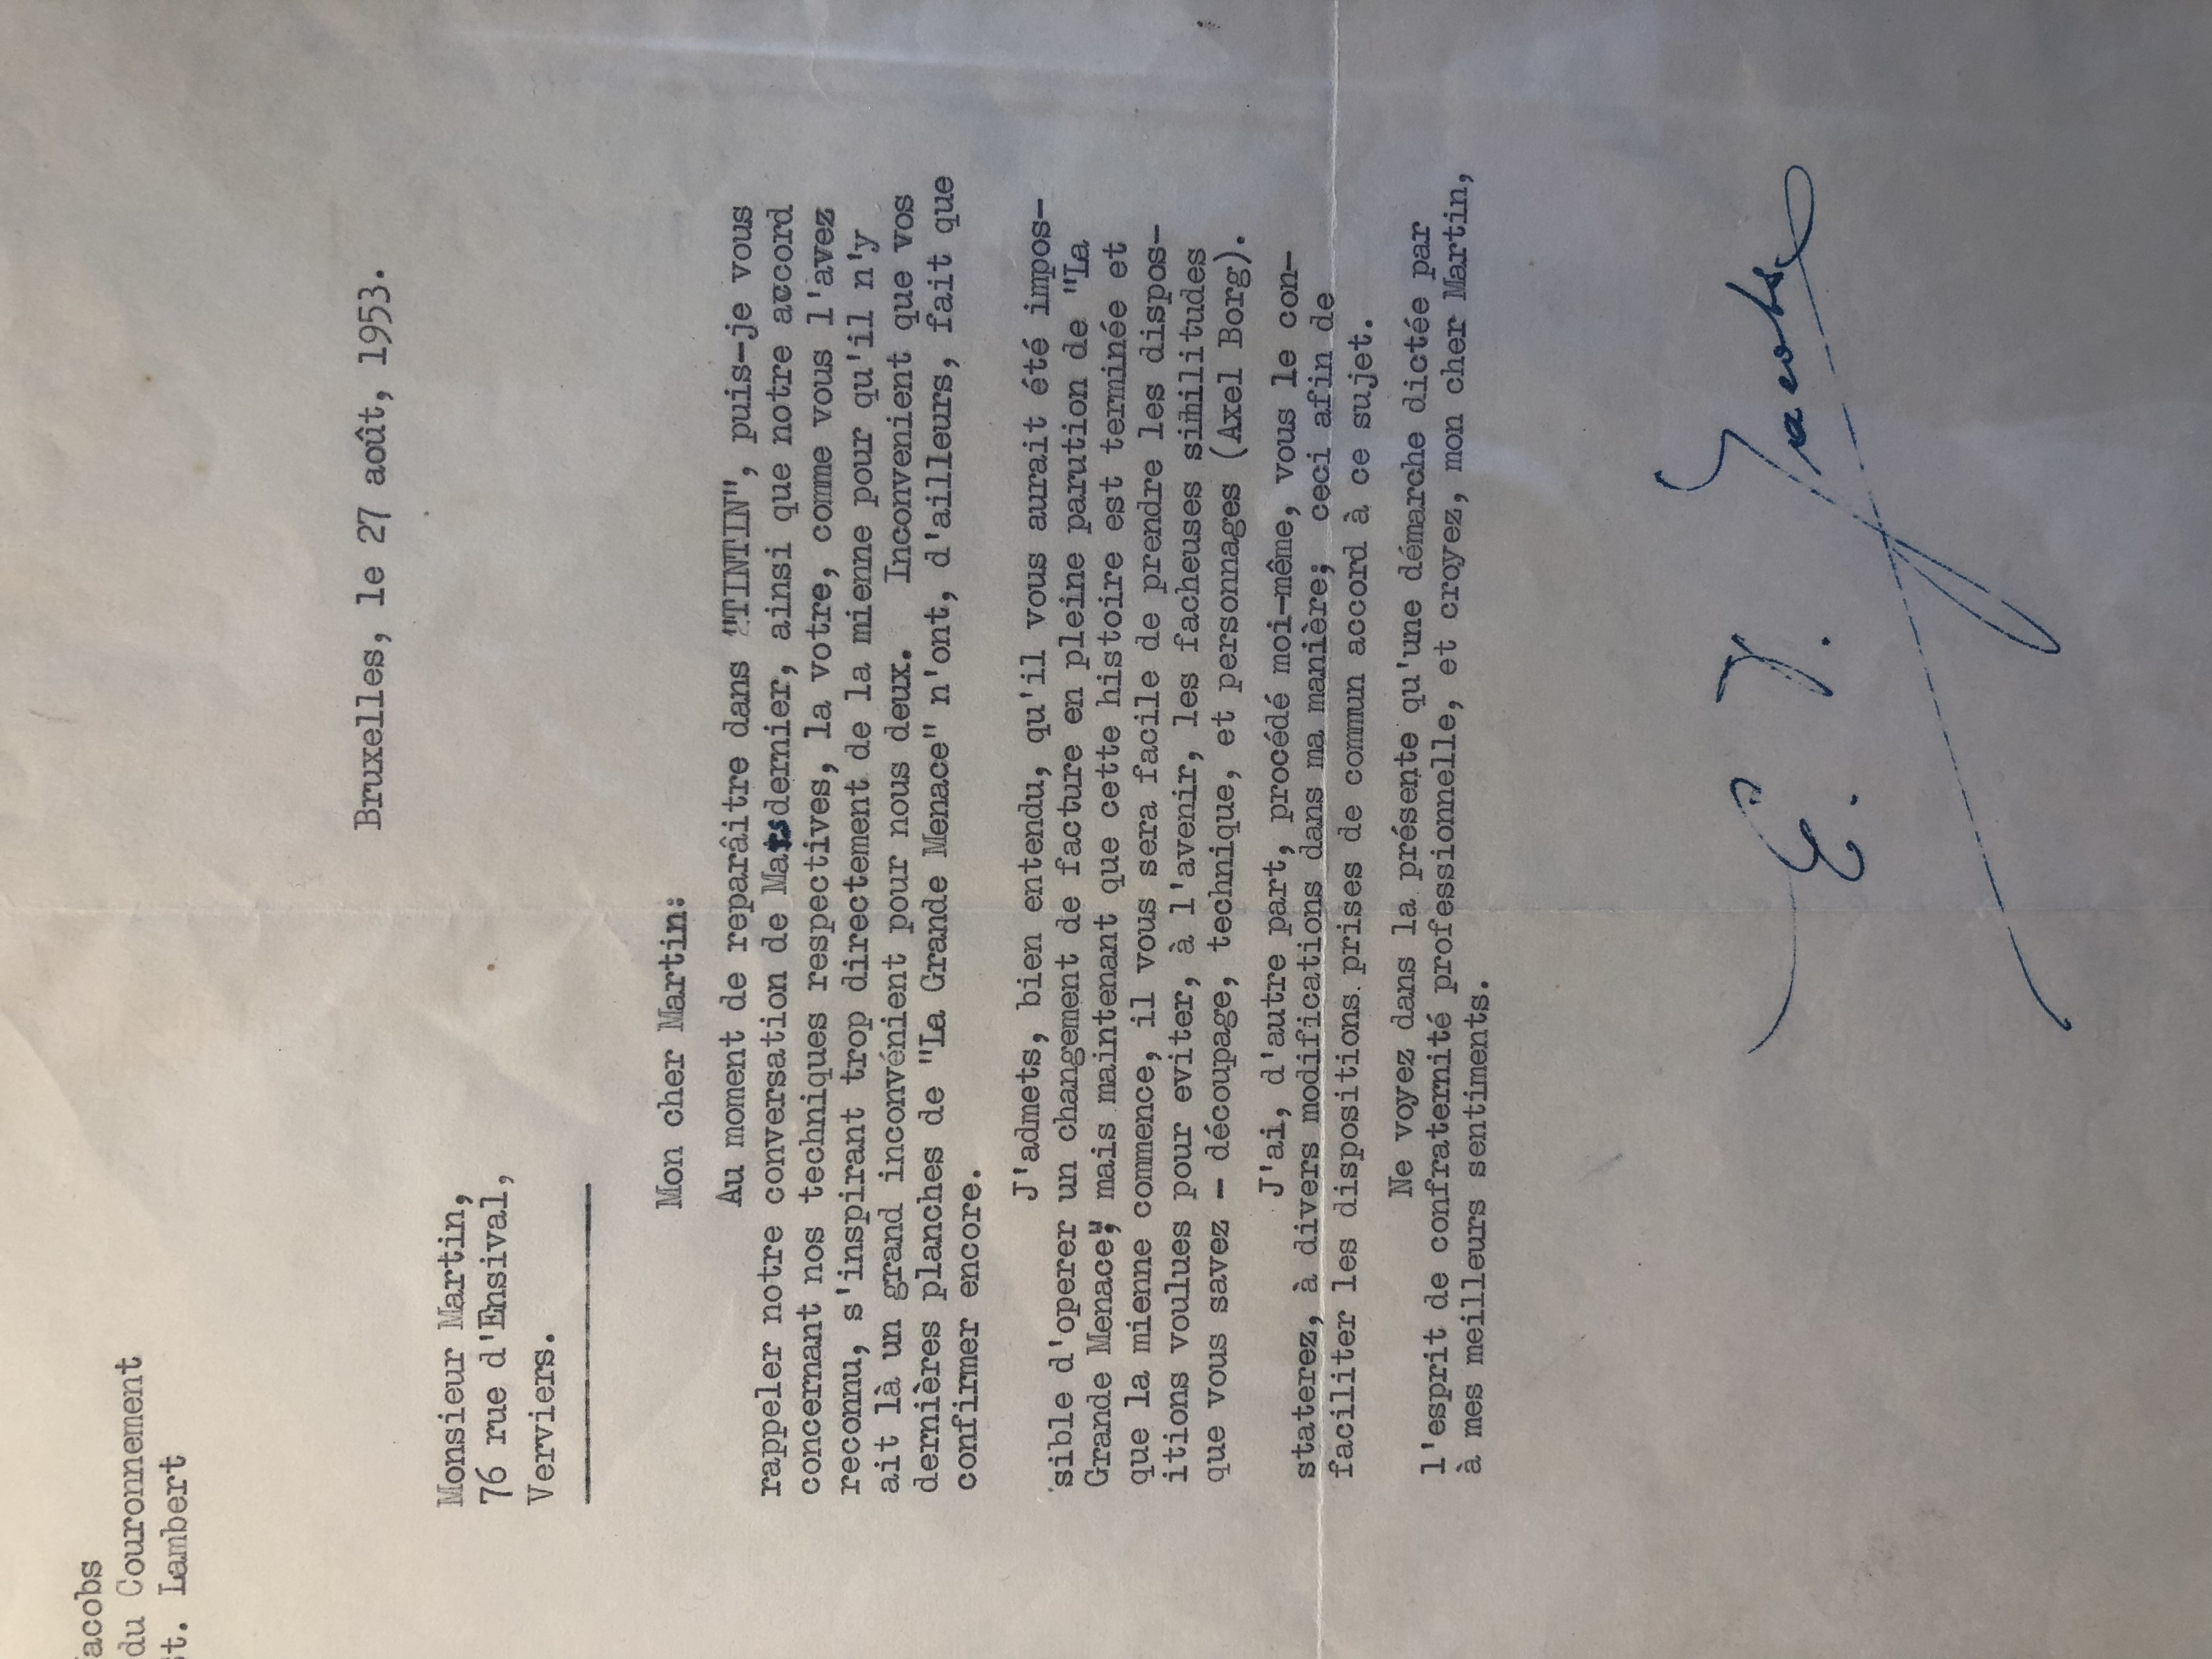 acobs
du Couronnement
st. Lambert
Bruxelles, le 27 août, 1953.
Monsieur Martin,
76 rue d'Ensival,
Verviers.
Mon cher Martin:
Au moment de reparâitre dans "TINTIN", puis-je vous
rappeler notre conversation de Mars dernier, ainsi que notre accord
concernant nos techniques respectives, la votre, comme vous l'avez
reconnu, s'inspirant trop directement de la mienne pour qu'il n'y
ait là un grand inconvénient pour nous deux. Inconvenient que vos
dernières planches de "La Grande Menace" n'ont, d'ailleurs, fait que
confirmer encore.
J'admets, bien entendu, qu'il vous aurait été impos-
sible d'operer un changement de facture en pleine parution de "La
Grande Menace"; mais maintenant que cette histoire est terminée et
que la mienne commence, il vous sera facile de prendre les dispos-
itions voulues pour eviter, à l'avenir, les facheuses sihilitudes
que vous savez - découpage, technique, et personnages (Axel Borg).
J'ai, d'autre part, procédé moi-même, vous le con-
staterez, à divers modifications dans ma manière; ceci afin de
faciliter les dispositions prises de commun accord à ce sujet.
Ne voyez dans la présente qu'une démarche dictée par
l'esprit de confraternité professionnelle, et croyez, mon cher Martin,
à mes meilleurs sentiments.
E. P. Jacobs